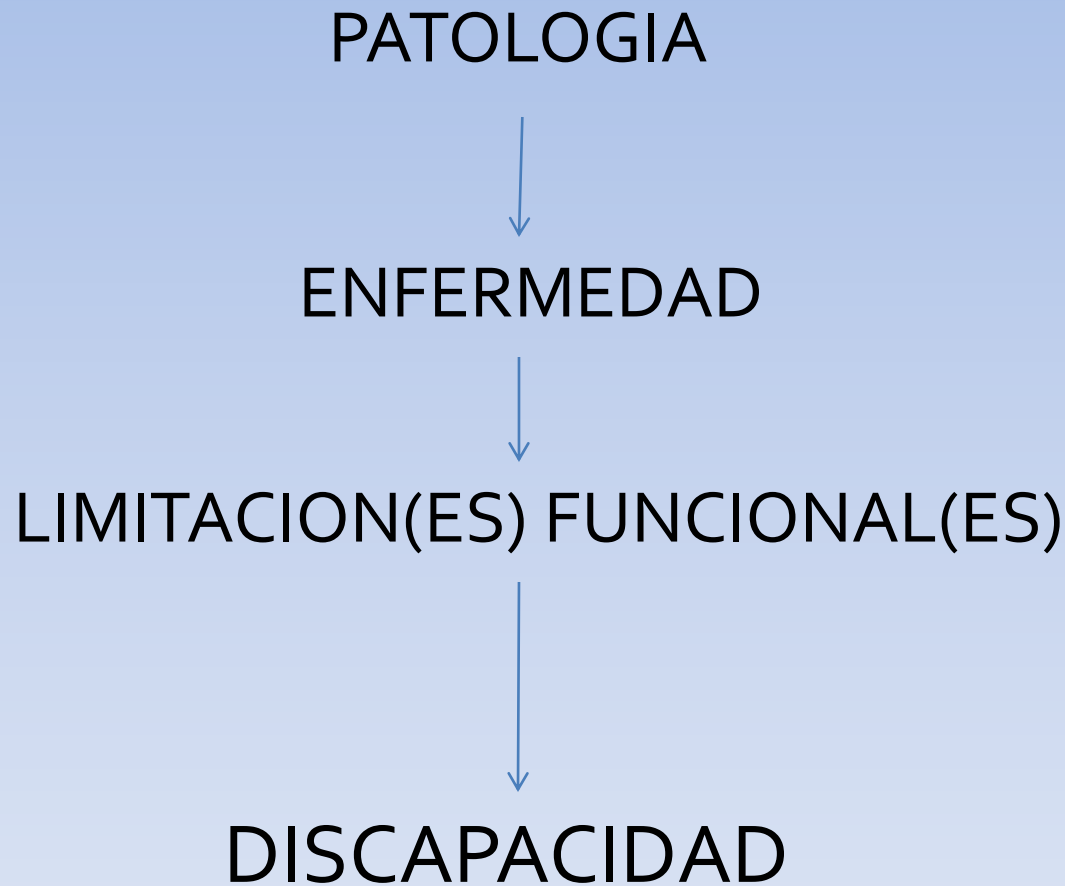 PATOLOGIA
ENFERMEDAD
LIMITACION(ES) FUNCIONAL(ES)
DISCAPACIDAD